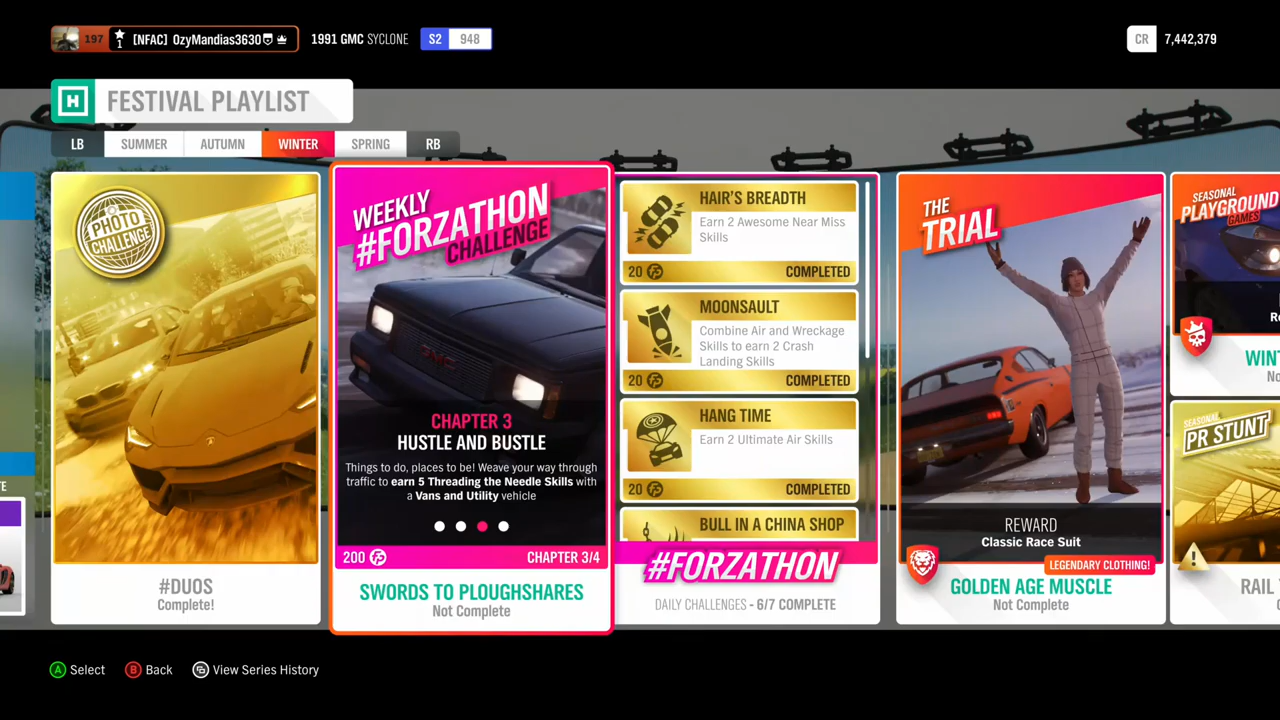 197 1 [NFAC] OzyMandias3630
1991 GMC SYCLONE
S2 948
CR 7,442,379
H FESTIVAL PLAYLIST
LB SUMMER AUTUMN WINTER SPRING RB
PHOTO
CHALLENGE
#DUOS
Complete!
WEEKLY
#FORZATHON
CHALLENGE
GMC
CHAPTER 3
HUSTLE AND BUSTLE
Things to do, places to be! Weave your way through
traffic to earn 5 Threading the Needle Skills with
a Vans and Utility vehicle
200 CHAPTER 3/4
SWORDS TO PLOUGHSHARES
Not Complete
HAIR'S BREADTH
Earn 2 Awesome Near Miss
Skills
20 COMPLETED
MOONSAULT
Combine Air and Wreckage
Skills to earn 2 Crash
Landing Skills
20 COMPLETED
HANG TIME
Earn 2 Ultimate Air Skills
20 COMPLETED
BULL IN A CHINA SHOP
#FORZATHON
DAILY CHALLENGES - 6/7 COMPLETE
THE
TRIAL
REWARD
Classic Race Suit
LEGENDARY CLOTHING!
GOLDEN AGE MUSCLE
Not Complete
SEASONAL
PLAYGROUND
GAMES
R
WINT
No
SEASONAL
PR STUNT
RAIL T
TE
A Select B Back View Series History